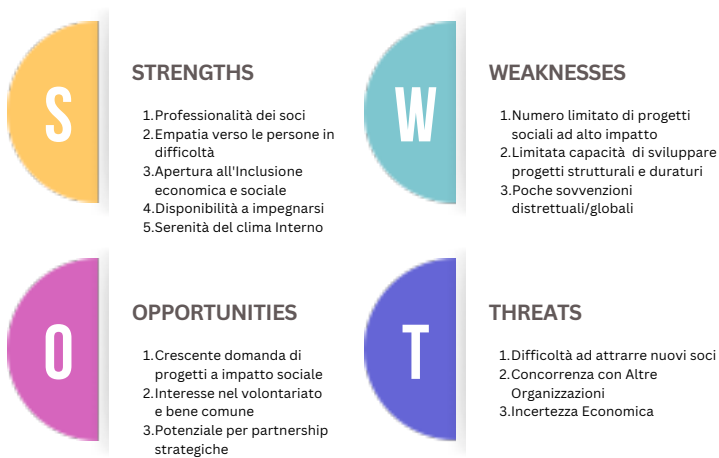 S
STRENGTHS
1.Professionalità dei soci
2.Empatia verso le persone in
difficoltà
3.Apertura all'Inclusione
economica e sociale
4.Disponibilità a impegnarsi
5.Serenità del clima Interno
W
WEAKNESSES
1.Numero limitato di progetti
sociali ad alto impatto
2.Limitata capacità  di sviluppare
progetti strutturali e duraturi
3.Poche sovvenzioni
distrettuali/globali
O
OPPORTUNITIES
1.Crescente domanda di
progetti a impatto sociale
2.Interesse nel volontariato
e bene comune
3.Potenziale per partnership
strategiche
T
THREATS
1.Difficoltà ad attrarre nuovi soci
2.Concorrenza con Altre
Organizzazioni
3.Incertezza Economica